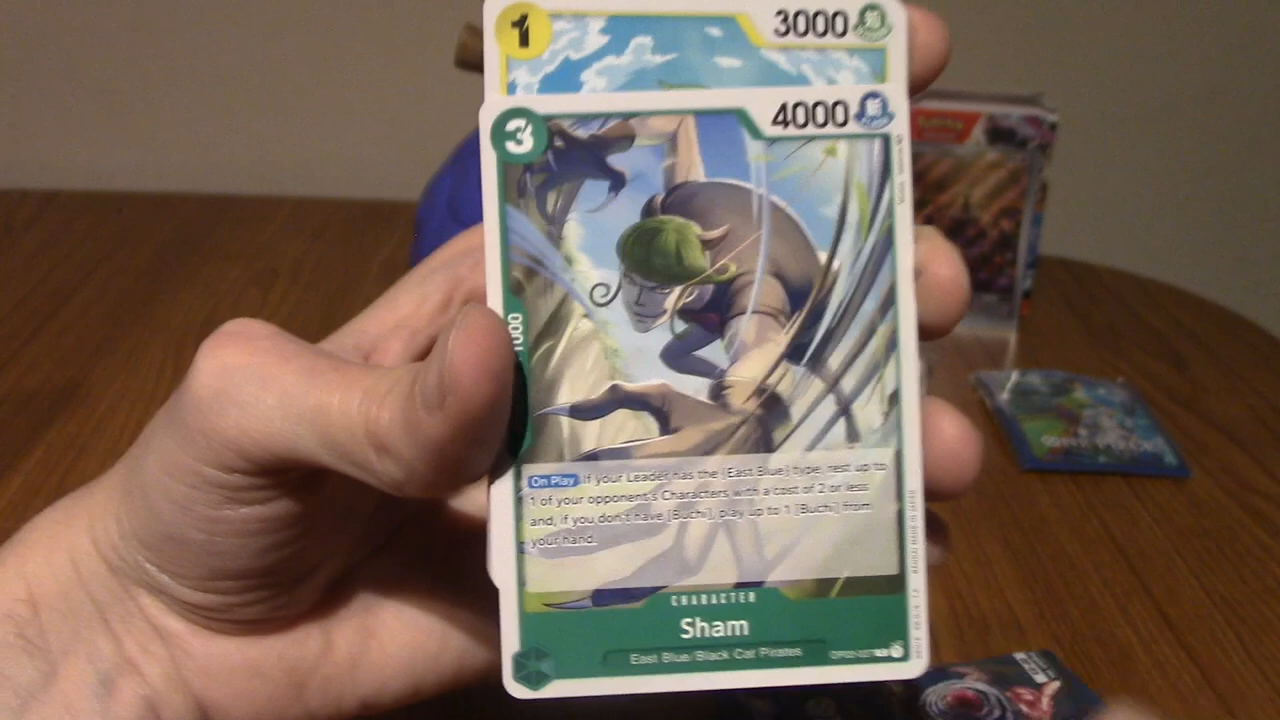 1
3000
3
4000
1000
On Play If your Leader has the {East Blue} type, rest up to
1 of your opponent's Characters with a cost of 2 or less
and, if you don't have [Buchi], play up to 1 [Buchi] from
your hand.
CHARACTER
Sham
East Blue/Black Cat Pirates